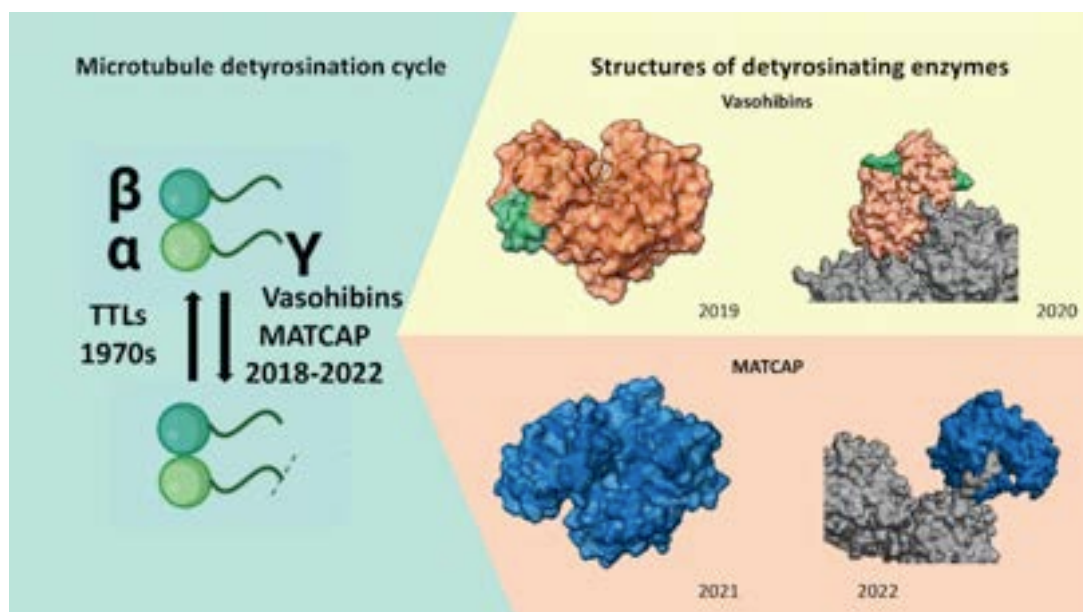 Microtubule detyrosination cycle
β
α
Y
TTLs
1970s
Vasohibins
MATCAP
2018-2022
Structures of detyrosinating enzymes
Vasohibins
2019
2020
MATCAP
2021
2022